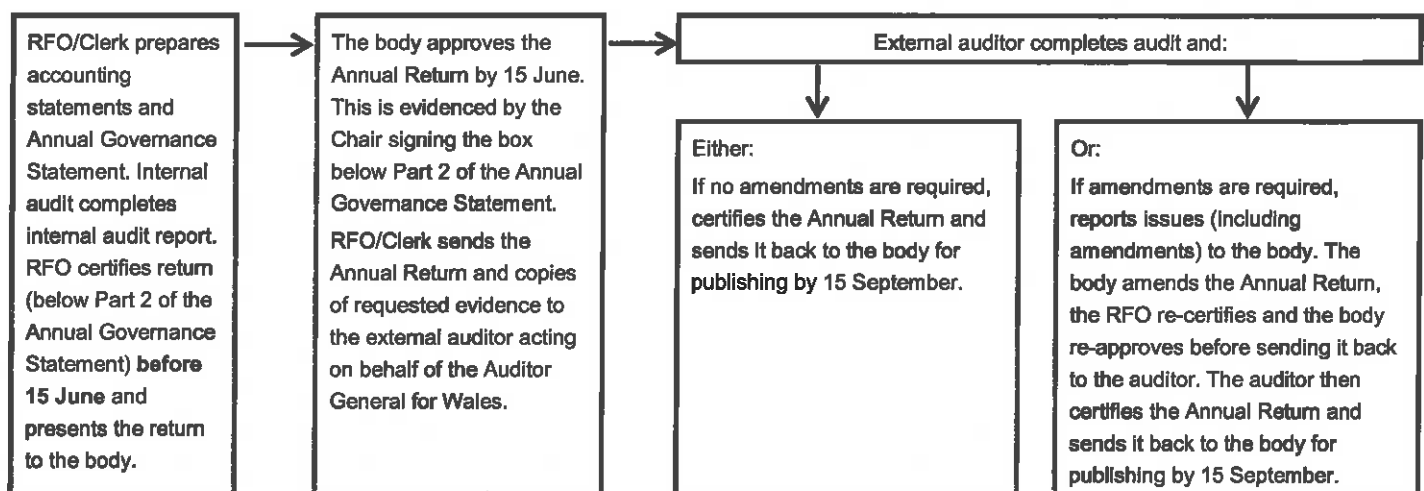 RFO/Clerk prepares
accounting
statements and
Annual Governance
Statement. Internal
audit completes
internal audit report.
RFO certifies return
(below Part 2 of the
Annual Governance
Statement) before
15 June and
presents the return
to the body.
The body approves the
Annual Return by 15 June.
This is evidenced by the
Chair signing the box
below Part 2 of the Annual
Governance Statement.
RFO/Clerk sends the
Annual Return and copies
of requested evidence to
the external auditor acting
on behalf of the Auditor
General for Wales.
External auditor completes audit and:
Either:
If no amendments are required,
certifies the Annual Return and
sends it back to the body for
publishing by 15 September.
Or:
If amendments are required,
reports issues (including
amendments) to the body. The
body amends the Annual Return,
the RFO re-certifies and the body
re-approves before sending it back
to the auditor. The auditor then
certifies the Annual Return and
sends it back to the body for
publishing by 15 September.